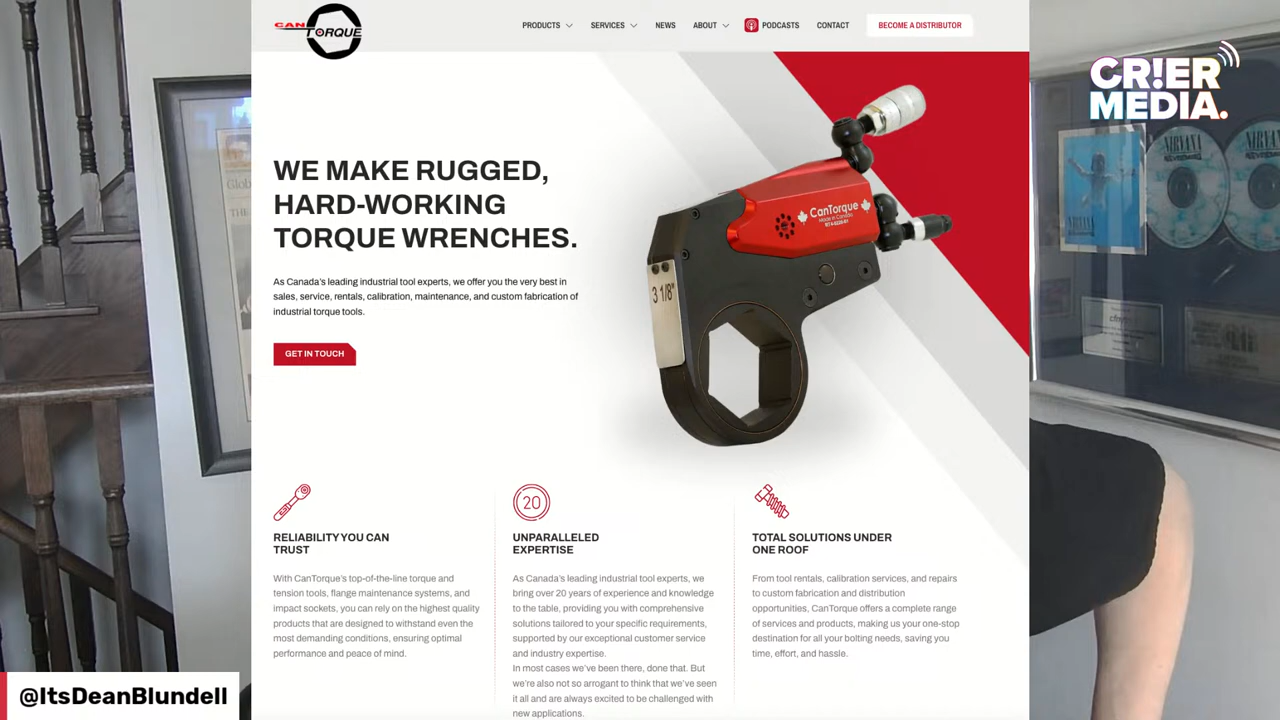 CAN
TORQUE
PRODUCTS
SERVICES
NEWS
ABOUT
PODCASTS
CONTACT
BECOME A DISTRIBUTOR
CR!ER
MEDIA.
WE MAKE RUGGED,
HARD-WORKING
TORQUE WRENCHES.
As Canada's leading industrial tool experts, we offer you the very best in
sales, service, rentals, calibration, maintenance, and custom fabrication of
industrial torque tools.
GET IN TOUCH
CanTorque
Made in Canada
3 1/8"
NIRVANA
NIRVANA
NIRVANA
RELIABILITY YOU CAN
TRUST
With CanTorque's top-of-the-line torque and
tension tools, flange maintenance systems, and
impact sockets, you can rely on the highest quality
products that are designed to withstand even the
most demanding conditions, ensuring optimal
performance and peace of mind.
20
UNPARALLELED
EXPERTISE
As Canada's leading industrial tool experts, we
bring over 20 years of experience and knowledge
to the table, providing you with comprehensive
solutions tailored to your specific requirements,
supported by our exceptional customer service
and industry expertise.
In most cases we've been there, done that. But
we're also not so arrogant to think that we've seen
it all and are always excited to be challenged with
new applications.
TOTAL SOLUTIONS UNDER
ONE ROOF
From tool rentals, calibration services, and repairs
to custom fabrication and distribution
opportunities, CanTorque offers a complete range
of services and products, making us your one-stop
destination for all your bolting needs, saving you
time, effort, and hassle.
@ItsDeanBlundell